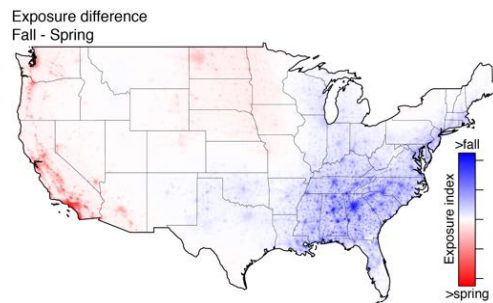 Exposure difference
Fall - Spring
>fall
Exposure index
>spring